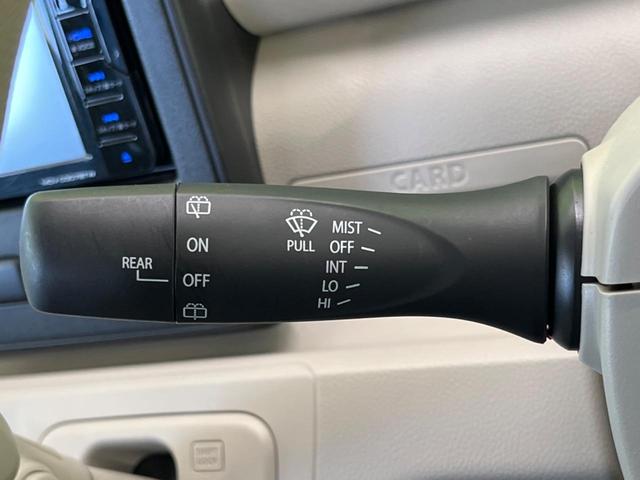 CARD
MIST
PULL
OFF
ON
INT
REAR
OFF
LO
HI